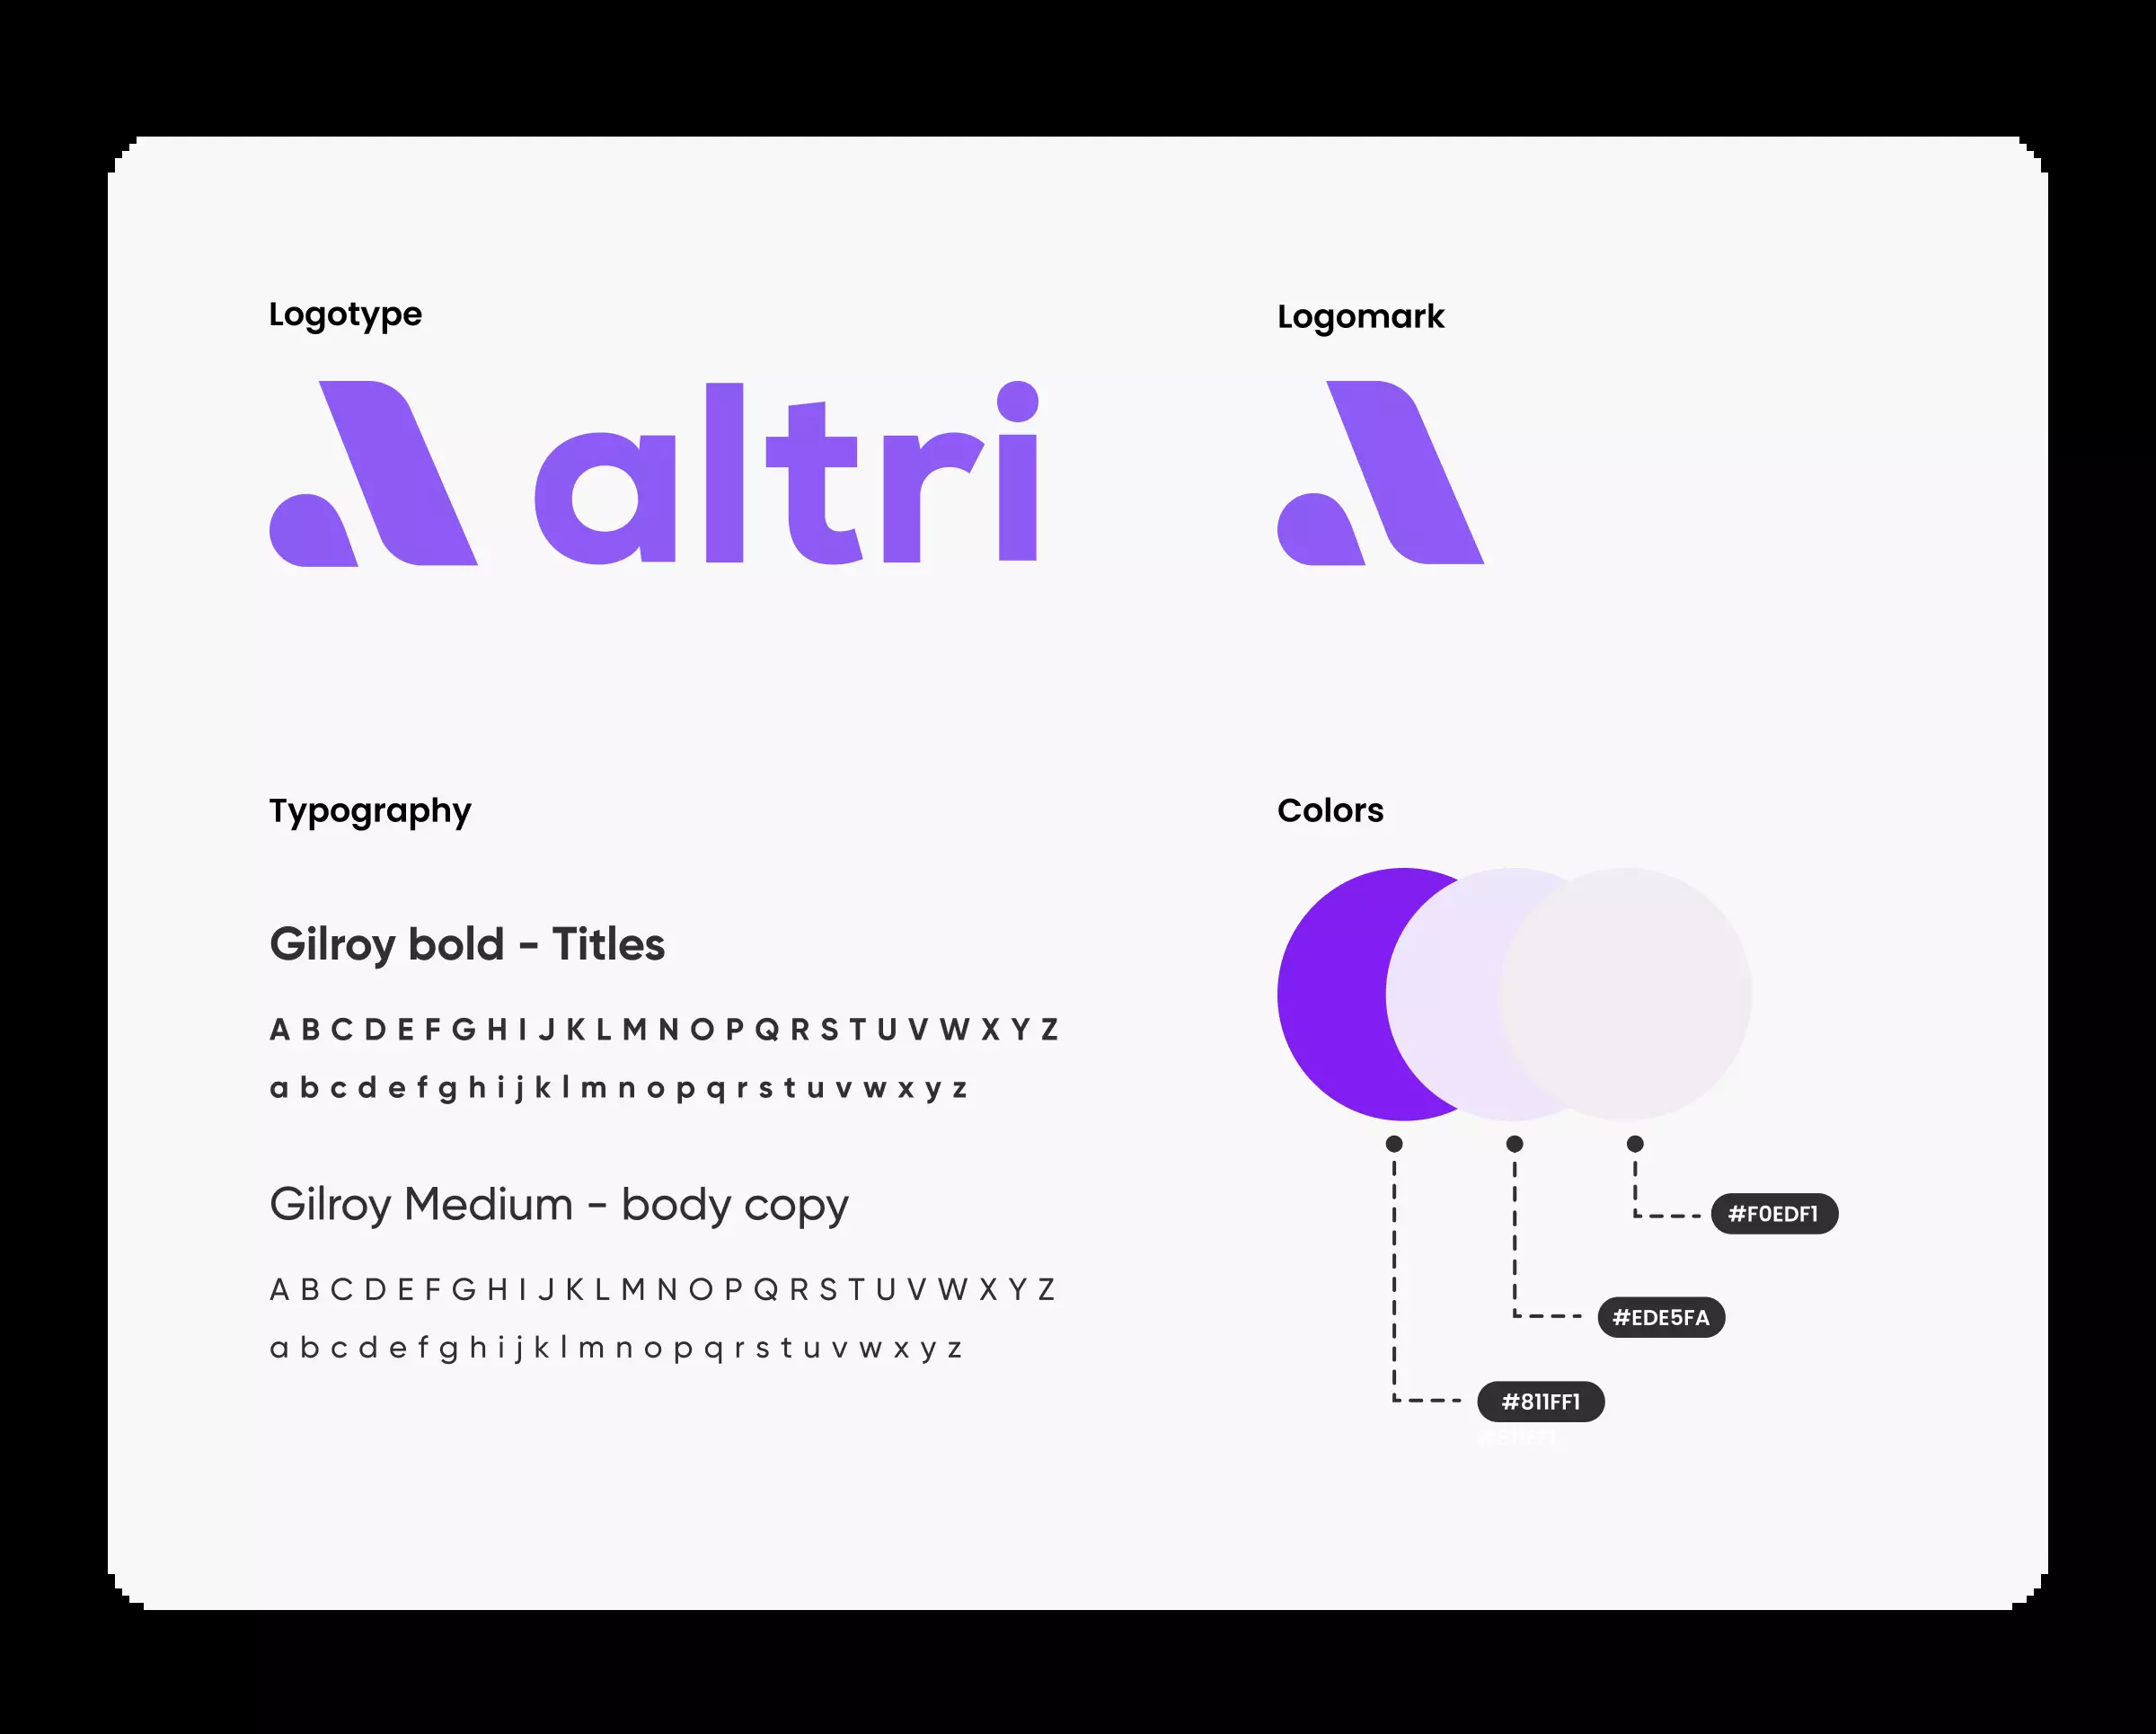 Logotype
altri
Logomark
Typography
Gilroy bold - Titles
A B C D E F G H I J K L M N O P Q R S T U V W X Y Z
a b c d e f g h i j k l m n o p q r s t u v w x y z
Gilroy Medium - body copy
A B C D E F G H I J K L M N O P Q R S T U V W X Y Z
a b c d e f g h i j k l m n o p q r s t u v w x y z
Colors
#F0EDF1
#EDE5FA
#811FF1